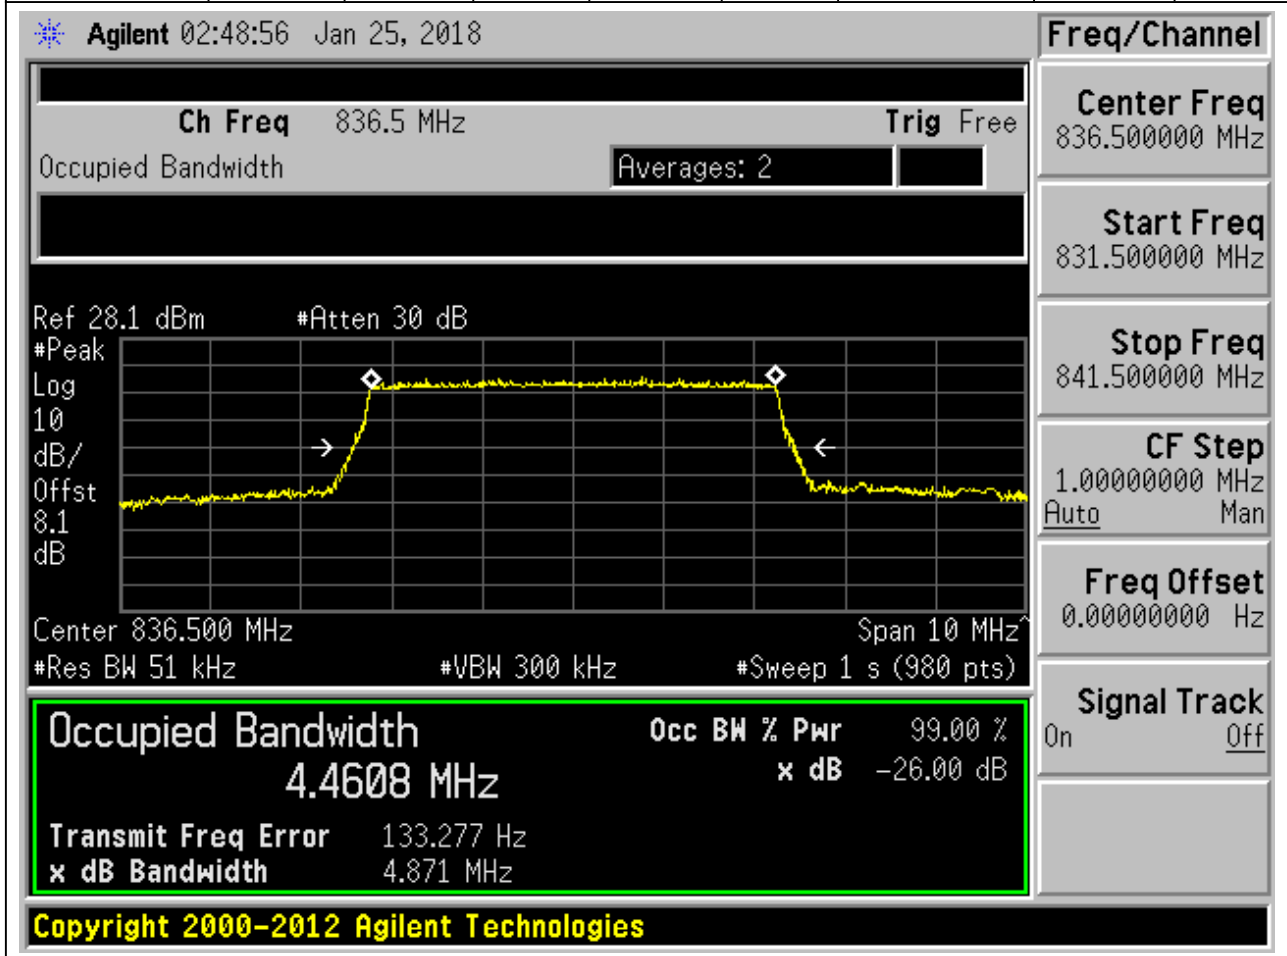 Agilent 02:48:56 Jan 25, 2018
Freq/Channel
Ch Freq 836.5 MHz Trig Free
Occupied Bandwidth Averages: 2
Center Freq
836.500000 MHz
Start Freq
831.500000 MHz
Stop Freq
841.500000 MHz
CF Step
1.00000000 MHz
Auto Man
Freq Offset
0.00000000 Hz
Signal Track
On Off
Ref 28.1 dBm #Atten 30 dB
#Peak
Log
10
dB/
Offst
8.1
dB
Center 836.500 MHz Span 10 MHz^
#Res BW 51 kHz #VBW 300 kHz #Sweep 1 s (980 pts)
Occupied Bandwidth Occ BW % Pwr 99.00 %
4.4608 MHz x dB -26.00 dB
Transmit Freq Error 133.277 Hz
x dB Bandwidth 4.871 MHz
Copyright 2000-2012 Agilent Technologies